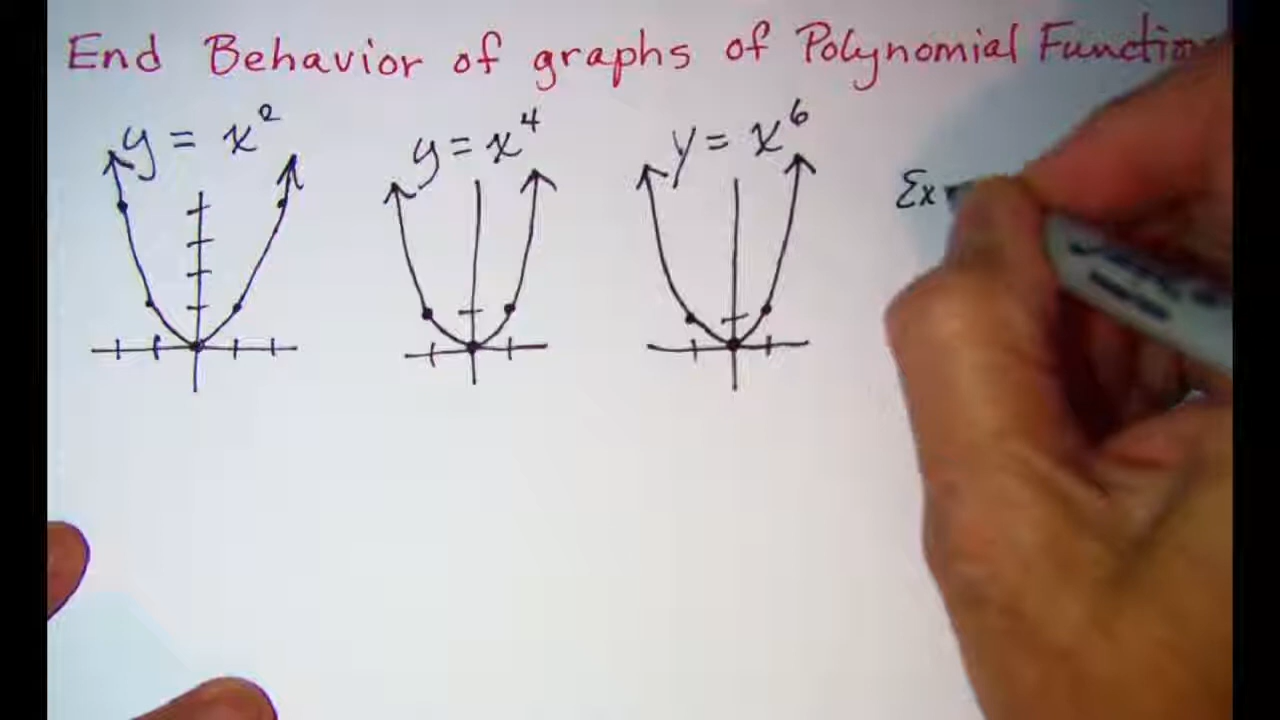 End Behavior of graphs of Polynomial Functio
y = x² y = x⁴ y = x⁶
Ex